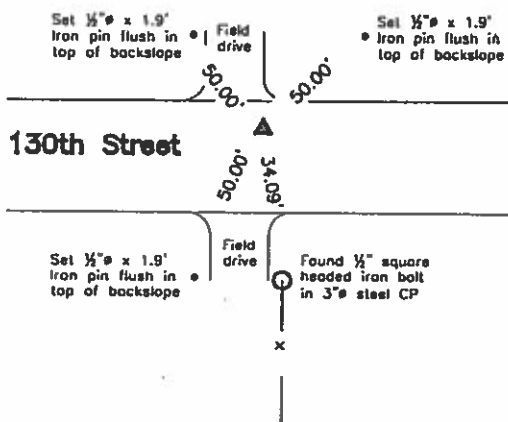 Set ½"ø x 1.9'
Iron pin flush in
top of backslope
Field
drive
Set ½"ø x 1.9'
Iron pin flush in
top of backslope
50.00'
50.00'
130th Street
50.00'
34.09'
Set ½"ø x 1.9'
Iron pin flush in
top of backslope
Field
drive
Found ½" square
headed iron bolt
in 3"ø steel CP
x